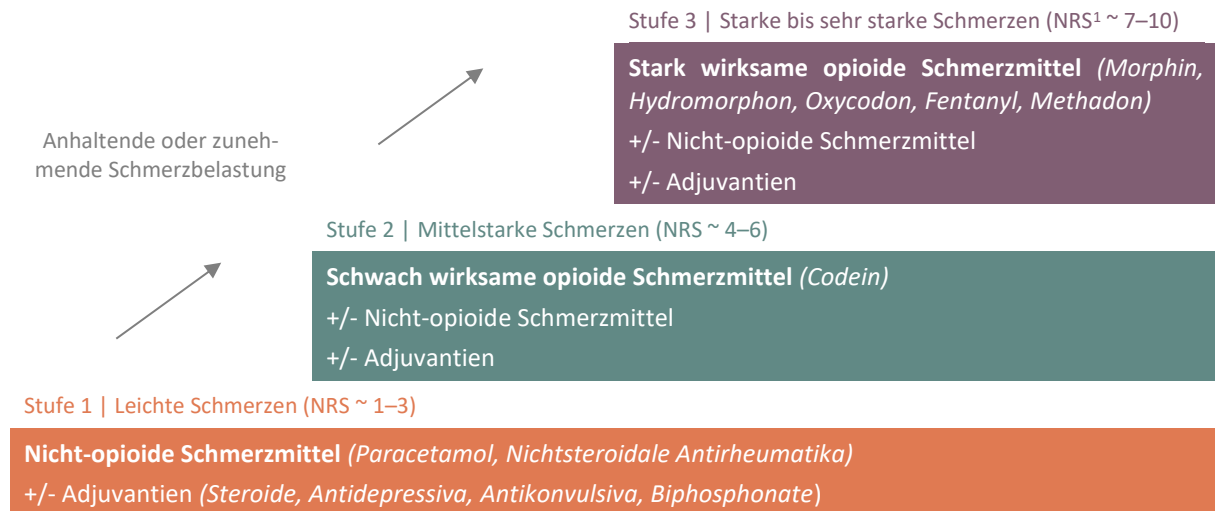 Stufe 3 | Starke bis sehr starke Schmerzen (NRS¹ ~ 7–10)
Stark wirksame opioide Schmerzmittel (Morphin,
Hydromorphon, Oxycodon, Fentanyl, Methadon)
+/- Nicht-opioide Schmerzmittel
+/- Adjuvantien
Anhaltende oder zuneh-
mende Schmerzbelastung
Stufe 2 | Mittelstarke Schmerzen (NRS ~ 4–6)
Schwach wirksame opioide Schmerzmittel (Codein)
+/- Nicht-opioide Schmerzmittel
+/- Adjuvantien
Stufe 1 | Leichte Schmerzen (NRS ~ 1–3)
Nicht-opioide Schmerzmittel (Paracetamol, Nichtsteroidale Antirheumatika)
+/- Adjuvantien (Steroide, Antidepressiva, Antikonvulsiva, Biphosphonate)